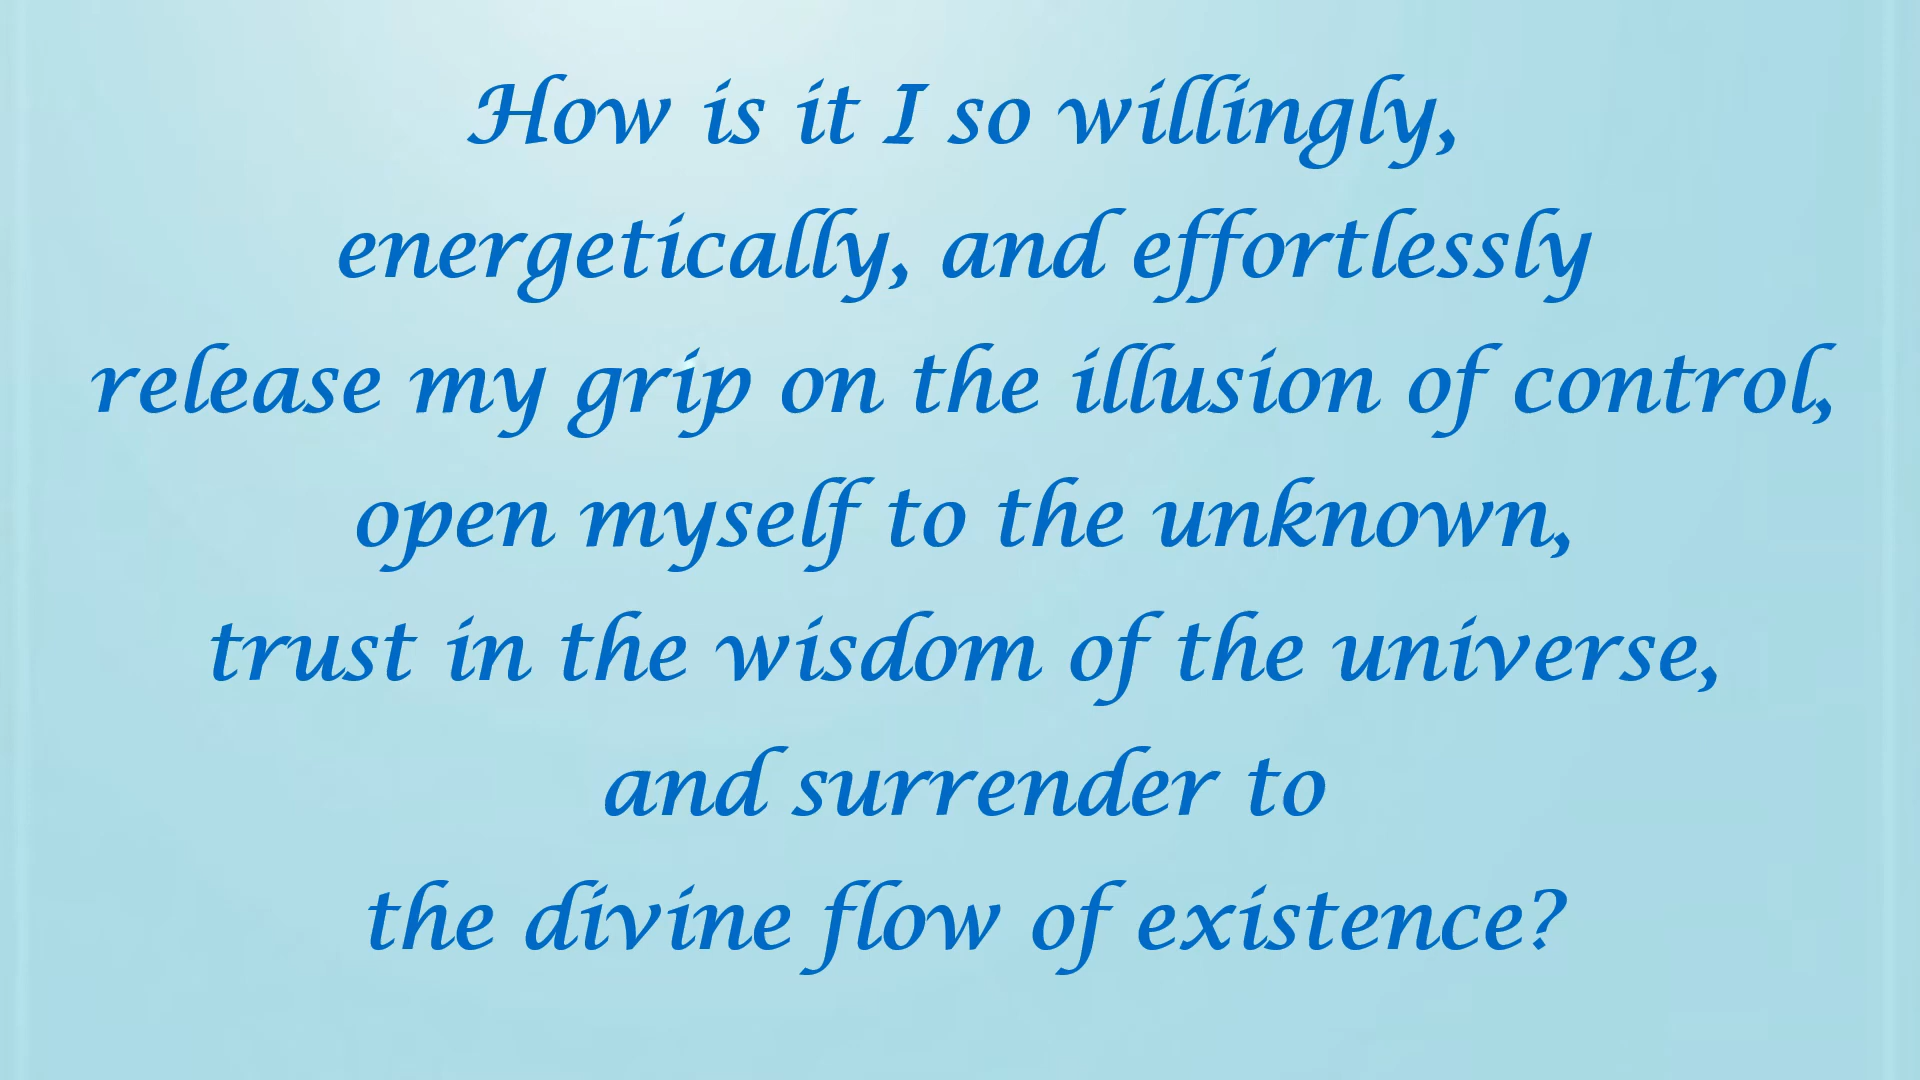 How is it I so willingly,
energetically, and effortlessly
release my grip on the illusion of control,
open myself to the unknown,
trust in the wisdom of the universe,
and surrender to
the divine flow of existence?